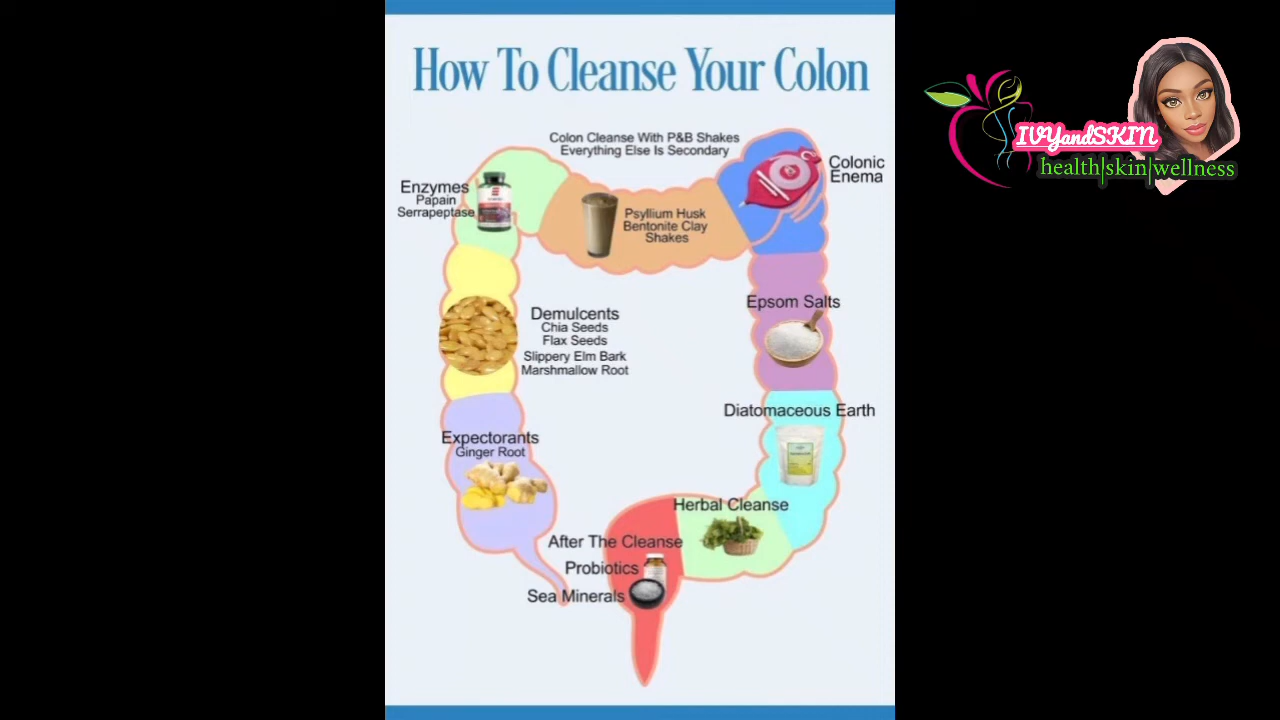 How To Cleanse Your Colon
Colon Cleanse With P&B Shakes
Everything Else Is Secondary
Colonic
Enema
Enzymes
Papain
Serrapeptase
Psyllium Husk
Bentonite Clay
Shakes
Epsom Salts
Demulcents
Chia Seeds
Flax Seeds
Slippery Elm Bark
Marshmallow Root
Diatomaceous Earth
Expectorants
Ginger Root
Herbal Cleanse
After The Cleanse
Probiotics
Sea Minerals
IVYandSKIN
health|skin|wellness